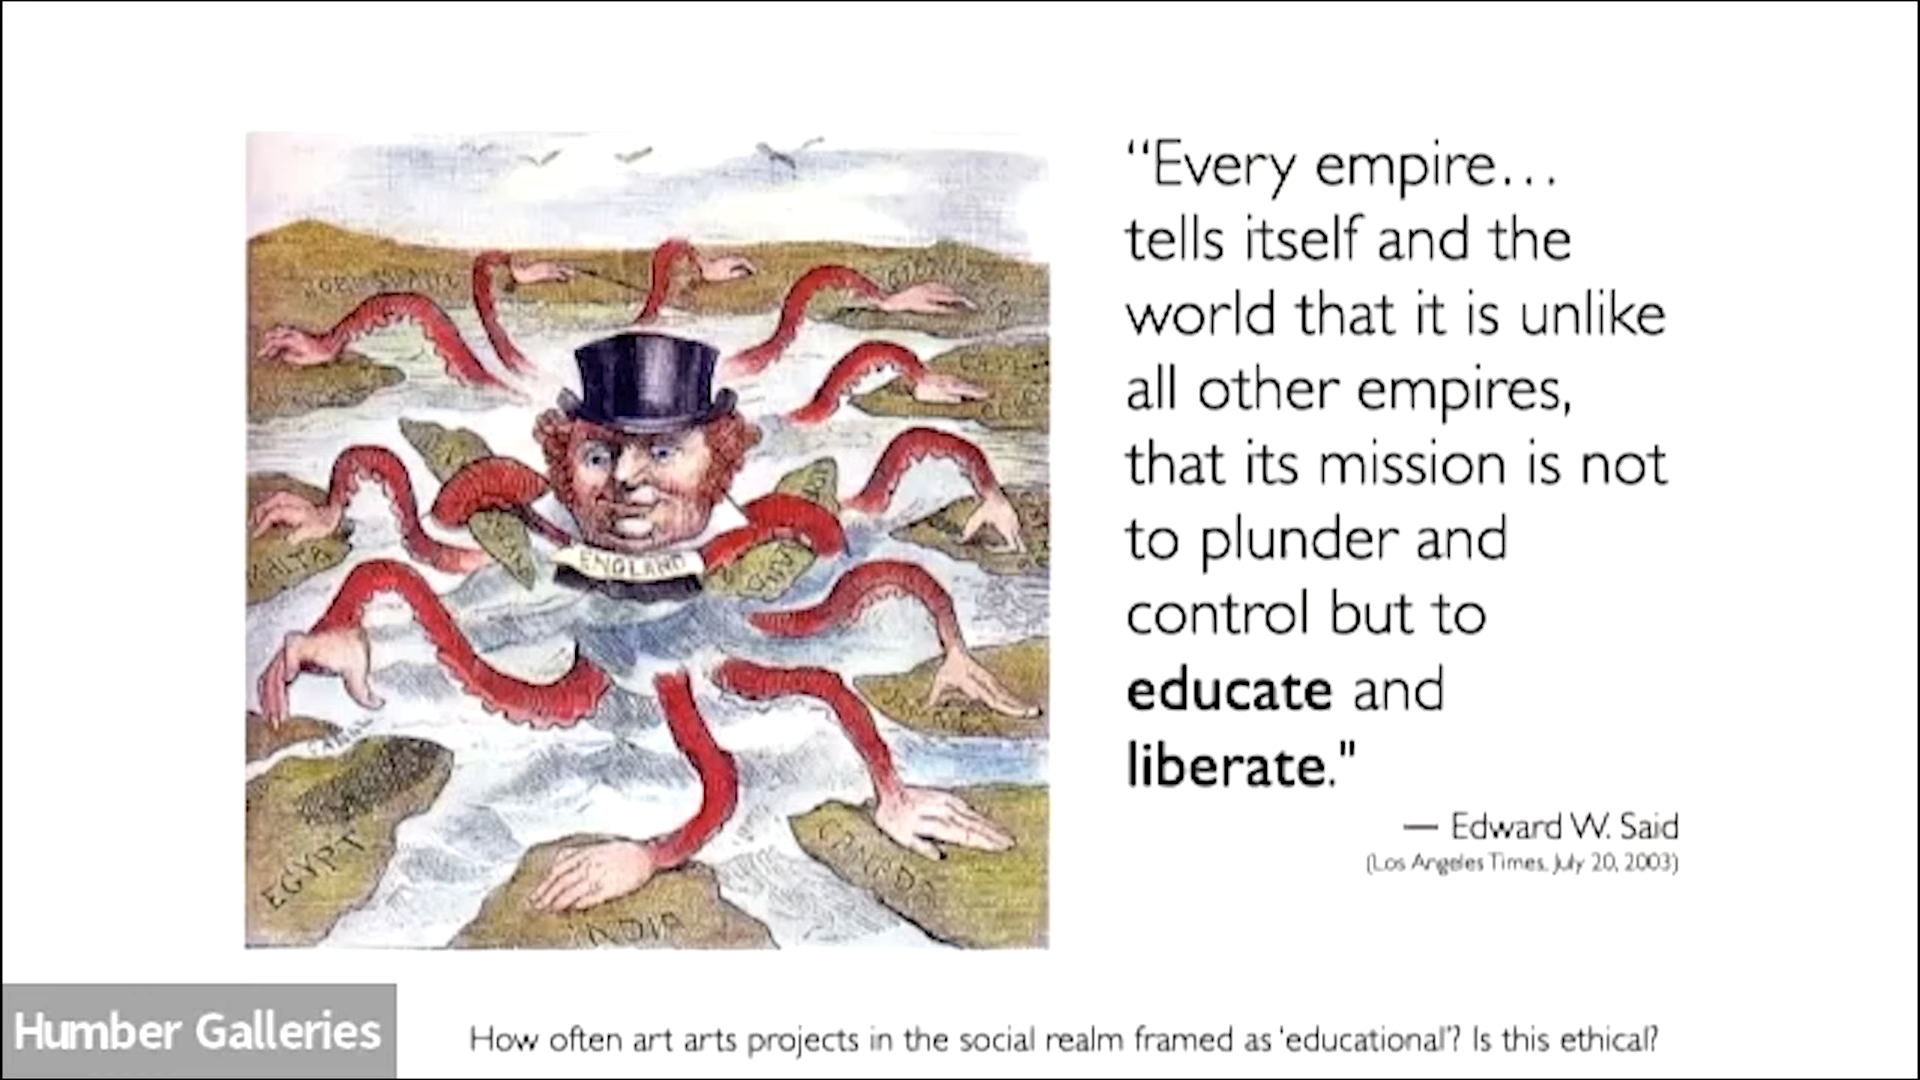 “Every empire…
tells itself and the
world that it is unlike
all other empires,
that its mission is not
to plunder and
control but to
educate and
liberate."
— Edward W. Said
(Los Angeles Times, July 20, 2003)
ENGLAND
MALTA
EGYPT
INDIA
CANADA
Humber Galleries
How often art arts projects in the social realm framed as 'educational'? Is this ethical?